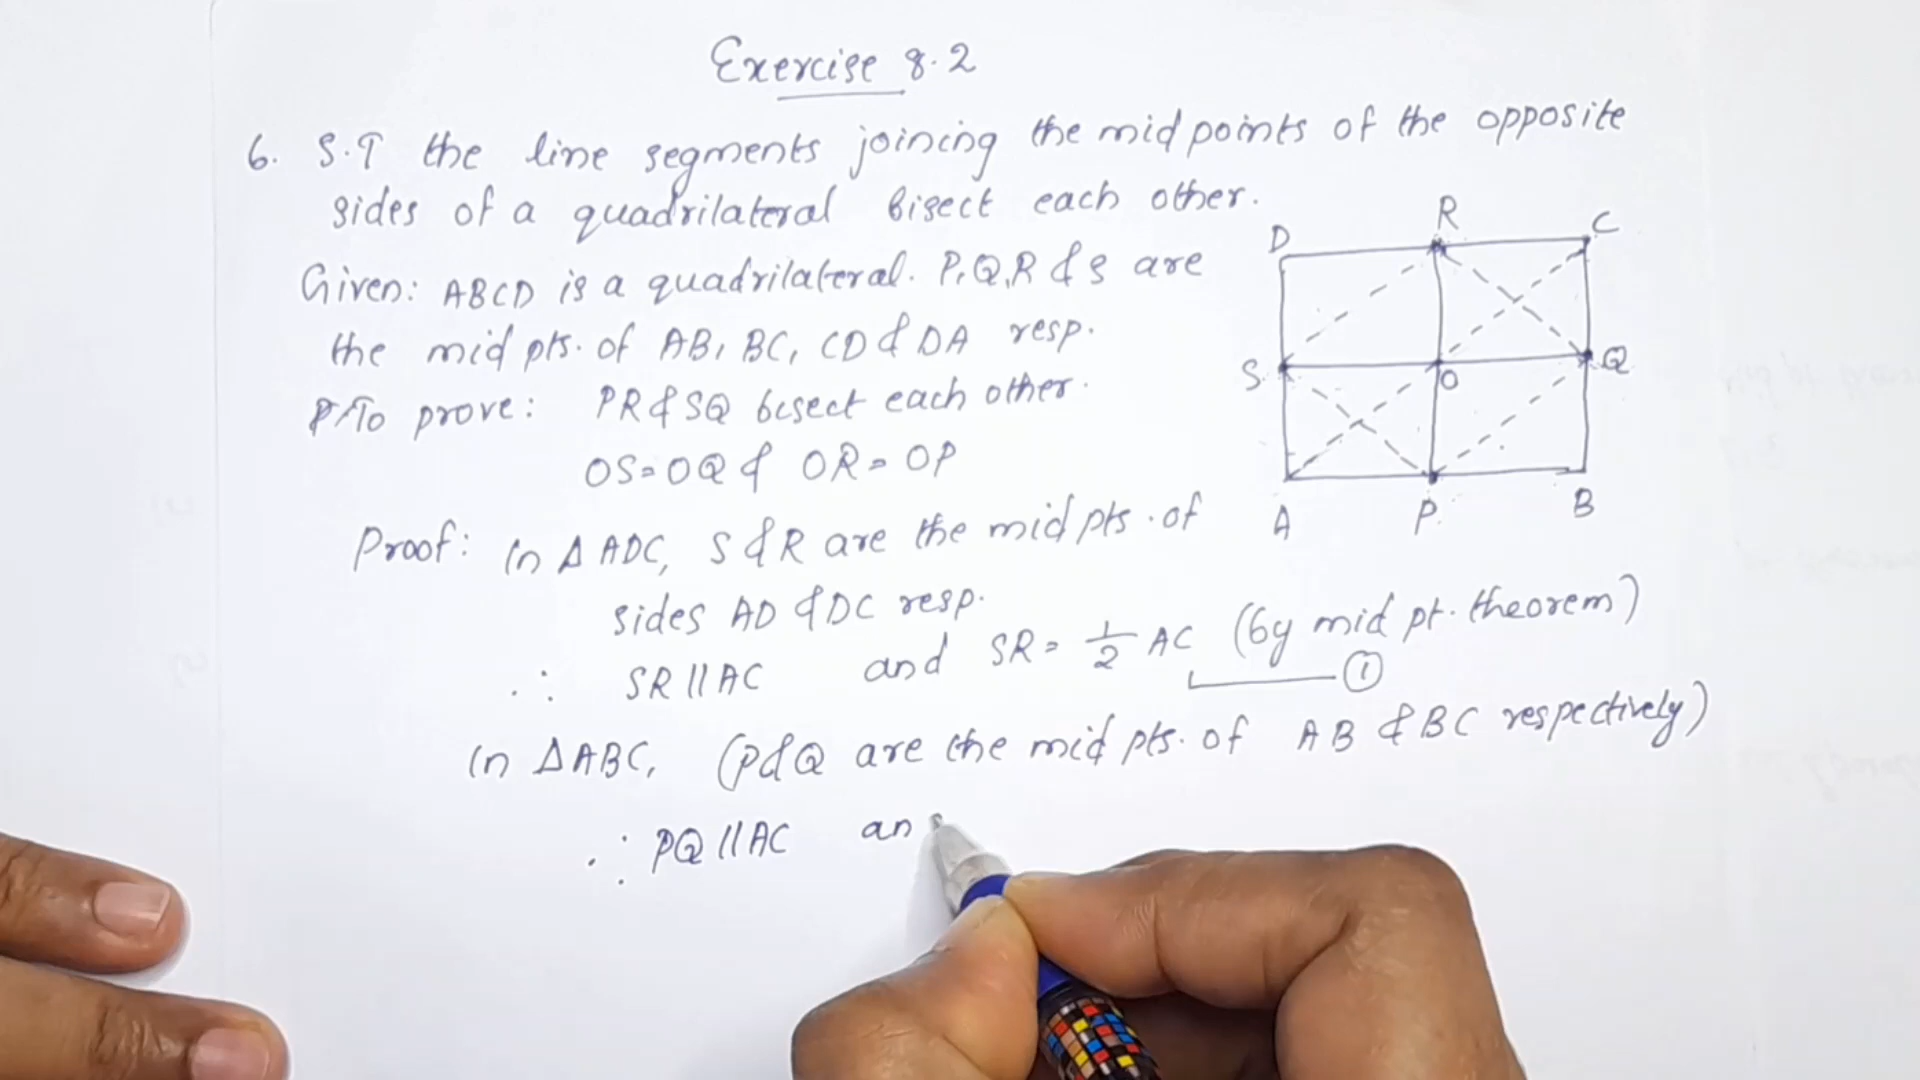 Exercise 8.2
6. S.T the line segments joining the mid points of the opposite
sides of a quadrilateral bisect each other.
Given: ABCD is a quadrilateral. P, Q, R & S are
the mid pts. of AB, BC, CD & DA resp.
To prove: PR & SQ bisect each other.
OS = OQ & OR = OP
D R C
S O Q
A P B
Proof: In Δ ADC, S & R are the mid pts. of
sides AD & DC resp.
∴ SR || AC and SR = 1/2 AC (by mid pt. theorem)
①
In Δ ABC, (P & Q are the mid pts. of AB & BC respectively)
∴ PQ || AC an